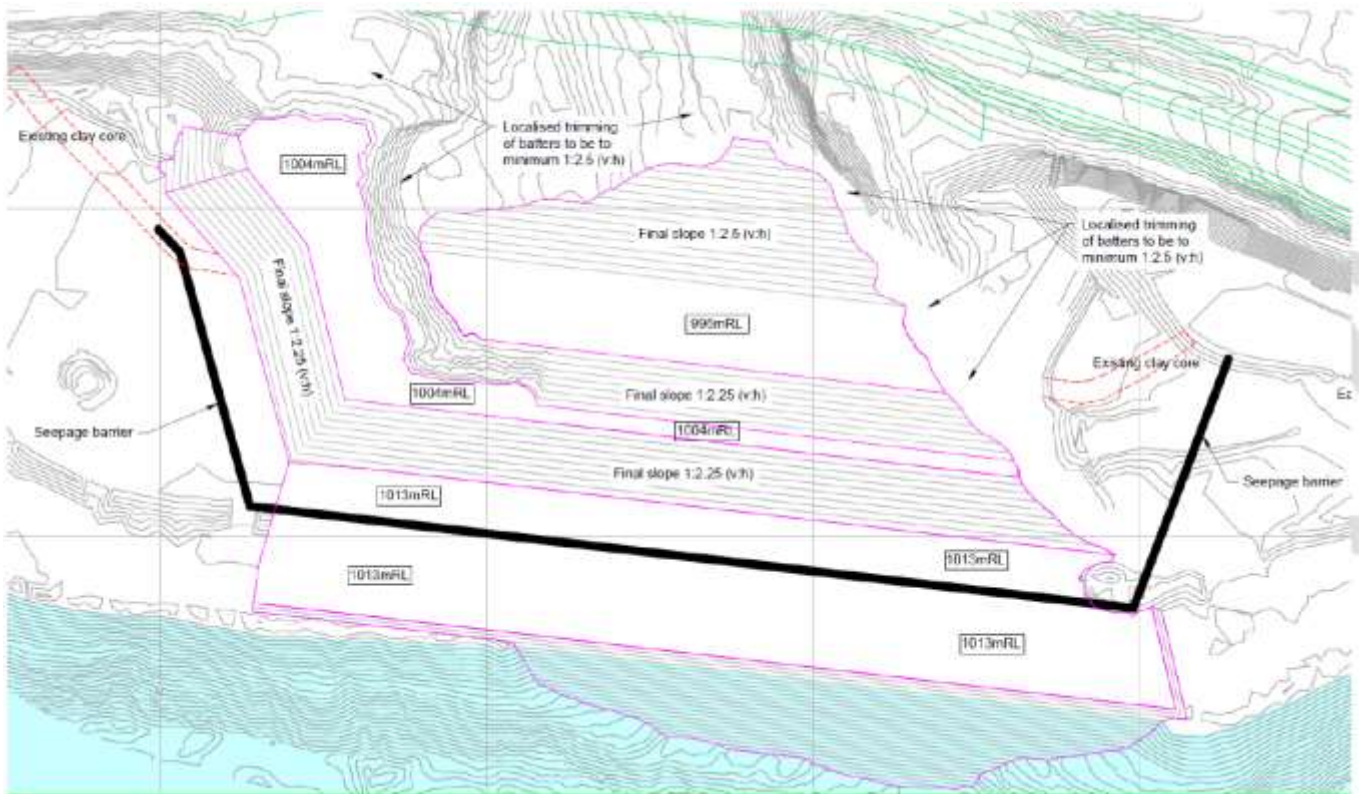 Existing clay core
1004mRL
Localised trimming
of batters to be to
minimum 1:2.5 (v:h)
Final slope 1:2.5 (v:h)
Localised trimming
of batters to be to
minimum 1:2.5 (v:h)
Final slope 1:2.25 (v:h)
995mRL
Existing clay core
1004mRL
Final slope 1:2.25 (v:h)
Ex
Seepage barrier
1004mRL
Final slope 1:2.25 (v:h)
Seepage barrier
1013mRL
1013mRL
1013mRL
1013mRL